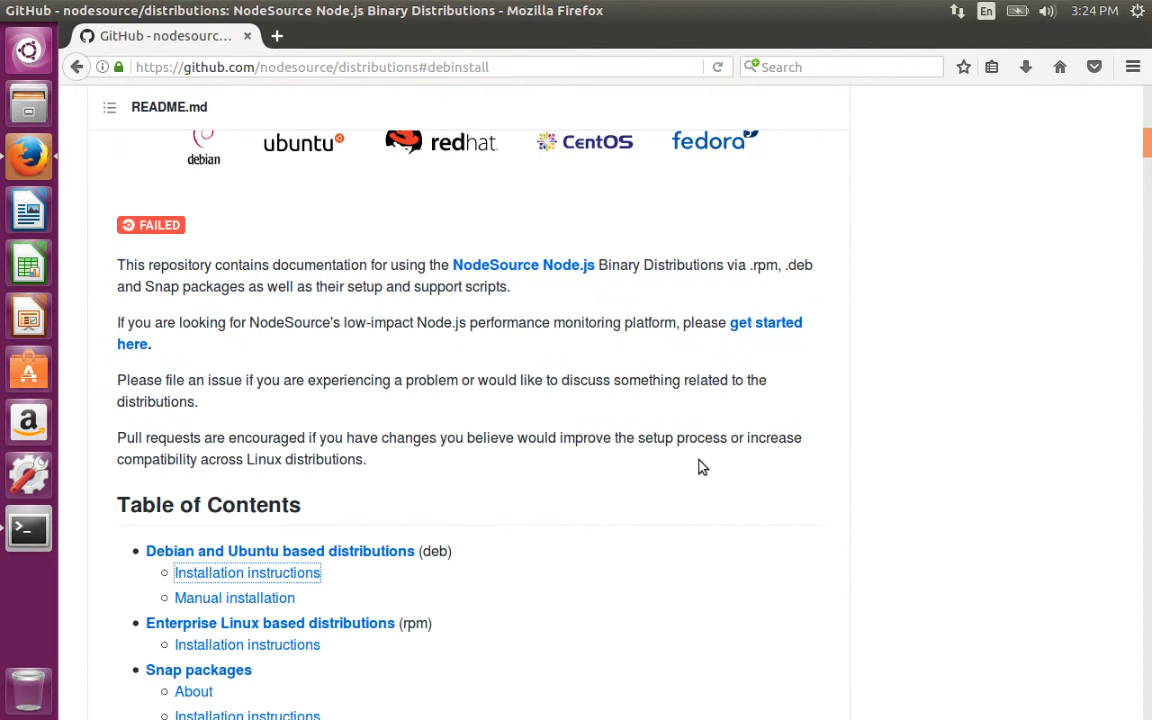 GitHub - nodesource/distributions: NodeSource Node.js Binary Distributions - Mozilla Firefox
En
3:24 PM
GitHub - nodesourc...
https://github.com/nodesource/distributions#debinstall
Search
README.md
debian
ubuntu
redhat.
CentOS
fedora
FAILED
This repository contains documentation for using the NodeSource Node.js Binary Distributions via .rpm, .deb
and Snap packages as well as their setup and support scripts.
If you are looking for NodeSource's low-impact Node.js performance monitoring platform, please get started
here.
Please file an issue if you are experiencing a problem or would like to discuss something related to the
distributions.
Pull requests are encouraged if you have changes you believe would improve the setup process or increase
compatibility across Linux distributions.
Table of Contents
Debian and Ubuntu based distributions (deb)
Installation instructions
Manual installation
Enterprise Linux based distributions (rpm)
Installation instructions
Snap packages
About
Installation instructions